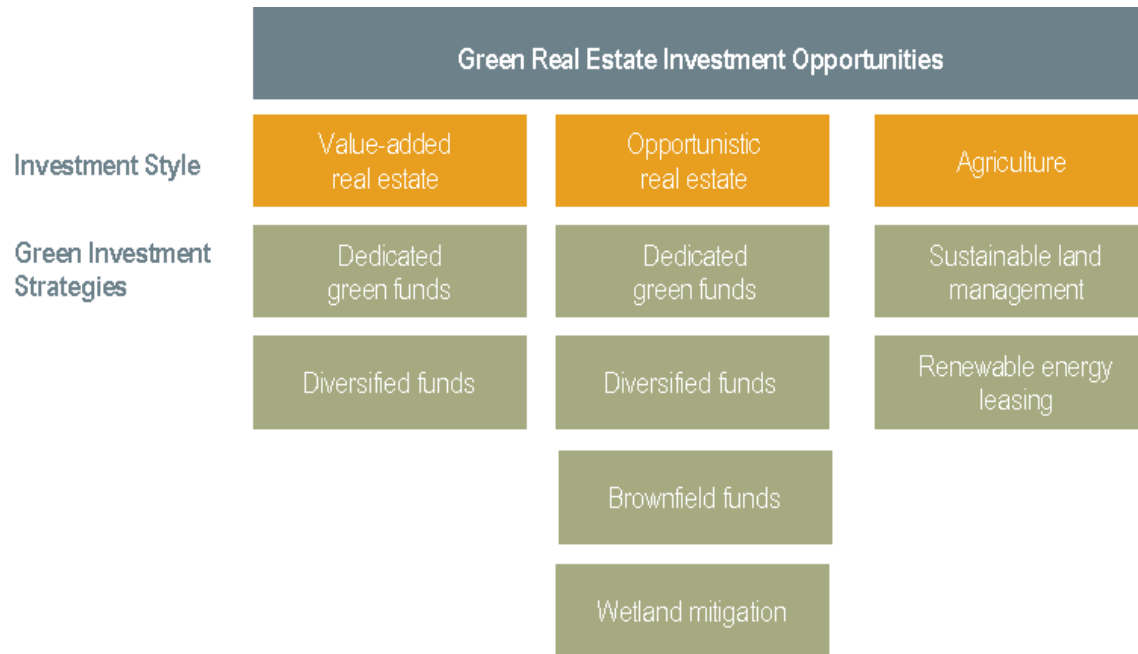 Green Real Estate Investment Opportunities
Investment Style
Value-added
real estate
Opportunistic
real estate
Agriculture
Green Investment
Strategies
Dedicated
green funds
Dedicated
green funds
Sustainable land
management
Diversified funds
Diversified funds
Renewable energy
leasing
Brownfield funds
Wetland mitigation